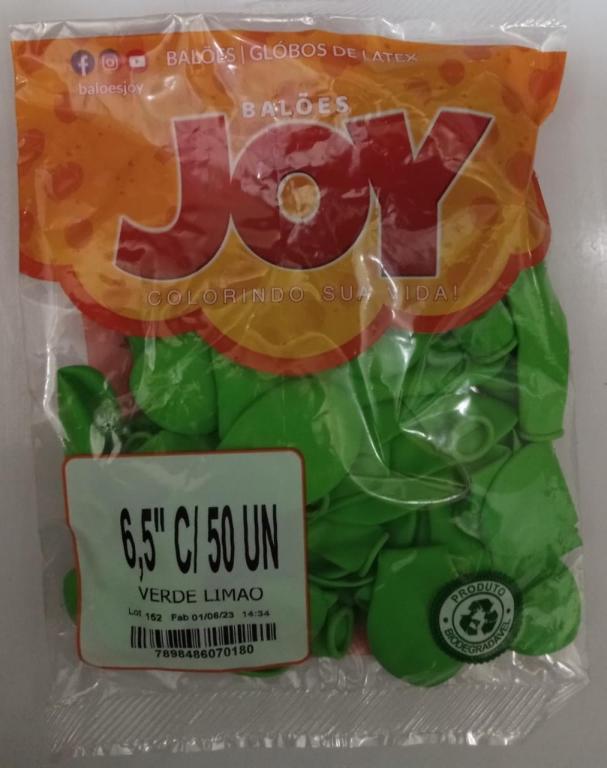 BALÕES | GLÓBOS DE LATEX
baloesjoy
BALÕES
JOY
COLORINDO SUA VIDA!
6,5" C/ 50 UN
VERDE LIMAO
Lot 152 Fab 01/06/23 14:34
7898486070180
PRODUTO
BIODEGRADÁVEL